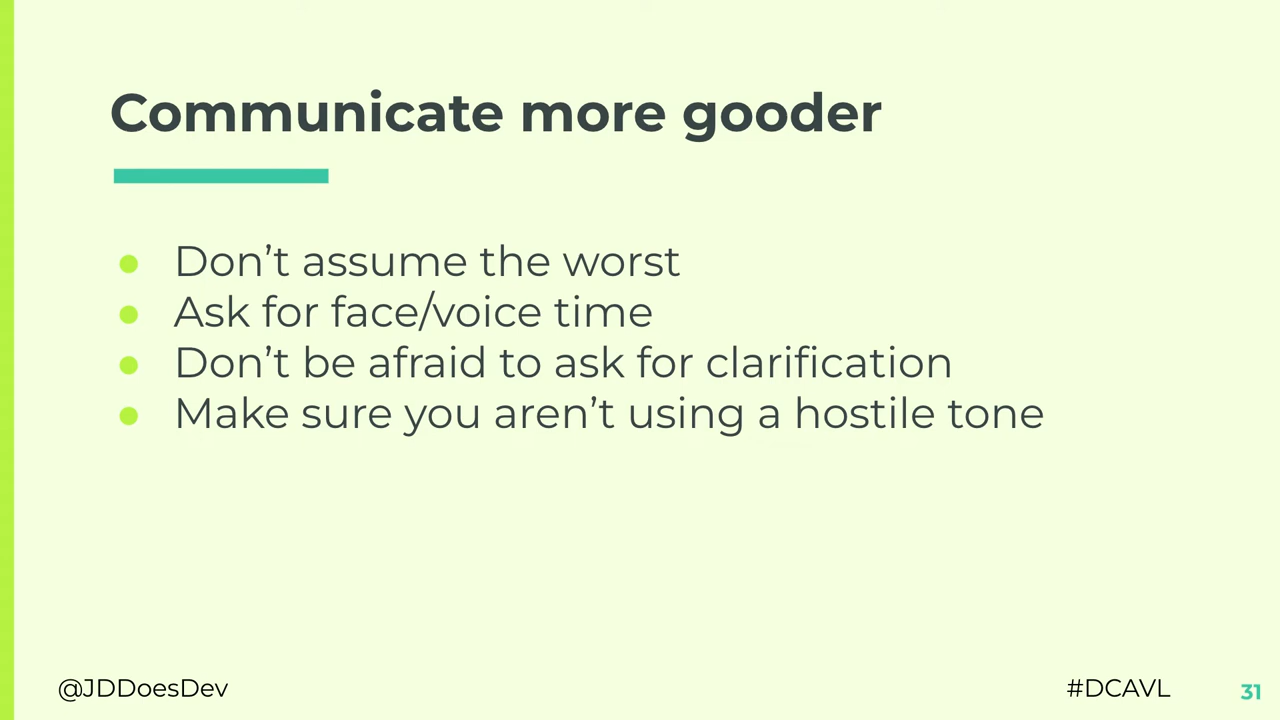 Communicate more gooder
● Don’t assume the worst
● Ask for face/voice time
● Don’t be afraid to ask for clarification
● Make sure you aren’t using a hostile tone
@JDDoesDev
#DCAVL
31